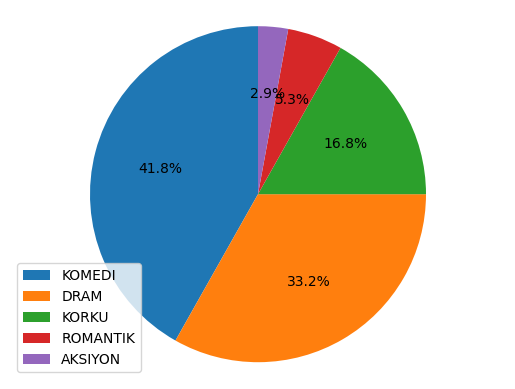 2.9%
5.3%
16.8%
41.8%
33.2%
KOMEDI
DRAM
KORKU
ROMANTIK
AKSIYON